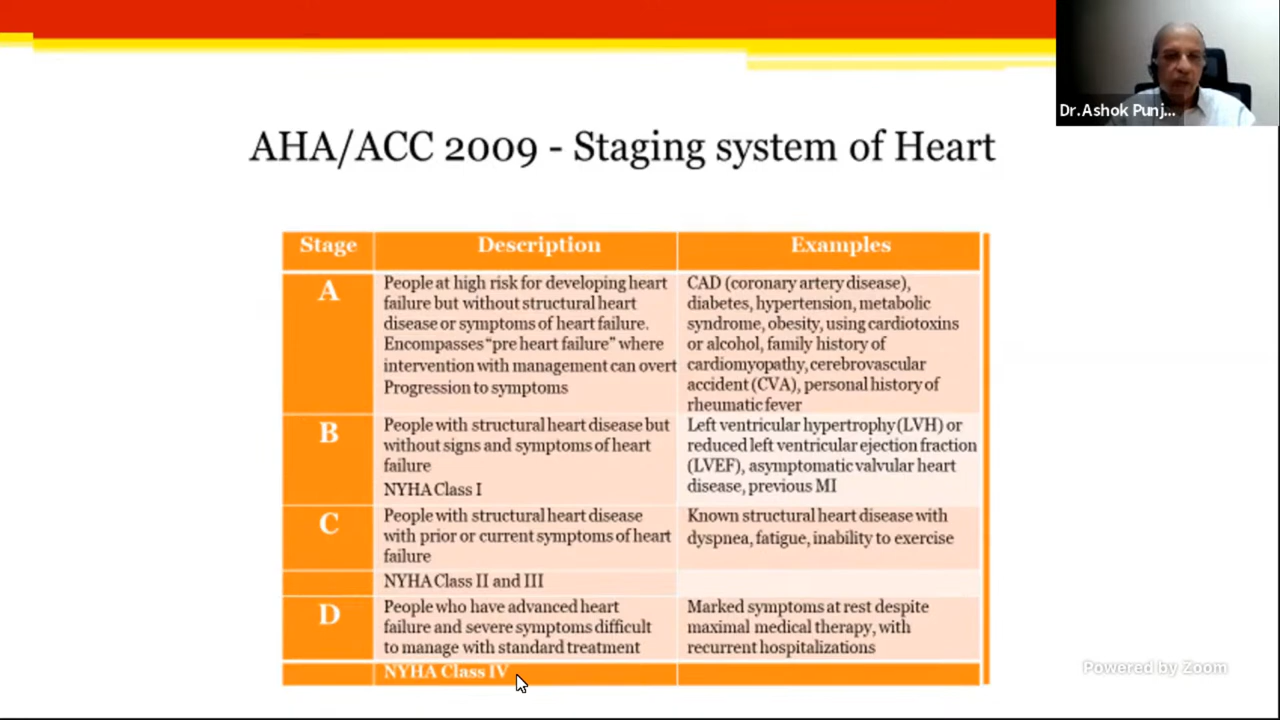 Dr.Ashok Punj...
AHA/ACC 2009 - Staging system of Heart
Stage
Description
Examples
A
People at high risk for developing heart
failure but without structural heart
disease or symptoms of heart failure.
Encompasses “pre heart failure” where
intervention with management can overt
Progression to symptoms
CAD (coronary artery disease),
diabetes, hypertension, metabolic
syndrome, obesity, using cardiotoxins
or alcohol, family history of
cardiomyopathy, cerebrovascular
accident (CVA), personal history of
rheumatic fever
B
People with structural heart disease but
without signs and symptoms of heart
failure
NYHA Class I
Left ventricular hypertrophy (LVH) or
reduced left ventricular ejection fraction
(LVEF), asymptomatic valvular heart
disease, previous MI
C
People with structural heart disease
with prior or current symptoms of heart
failure
Known structural heart disease with
dyspnea, fatigue, inability to exercise
NYHA Class II and III
D
People who have advanced heart
failure and severe symptoms difficult
to manage with standard treatment
Marked symptoms at rest despite
maximal medical therapy, with
recurrent hospitalizations
NYHA Class IV
Powered by Zoom